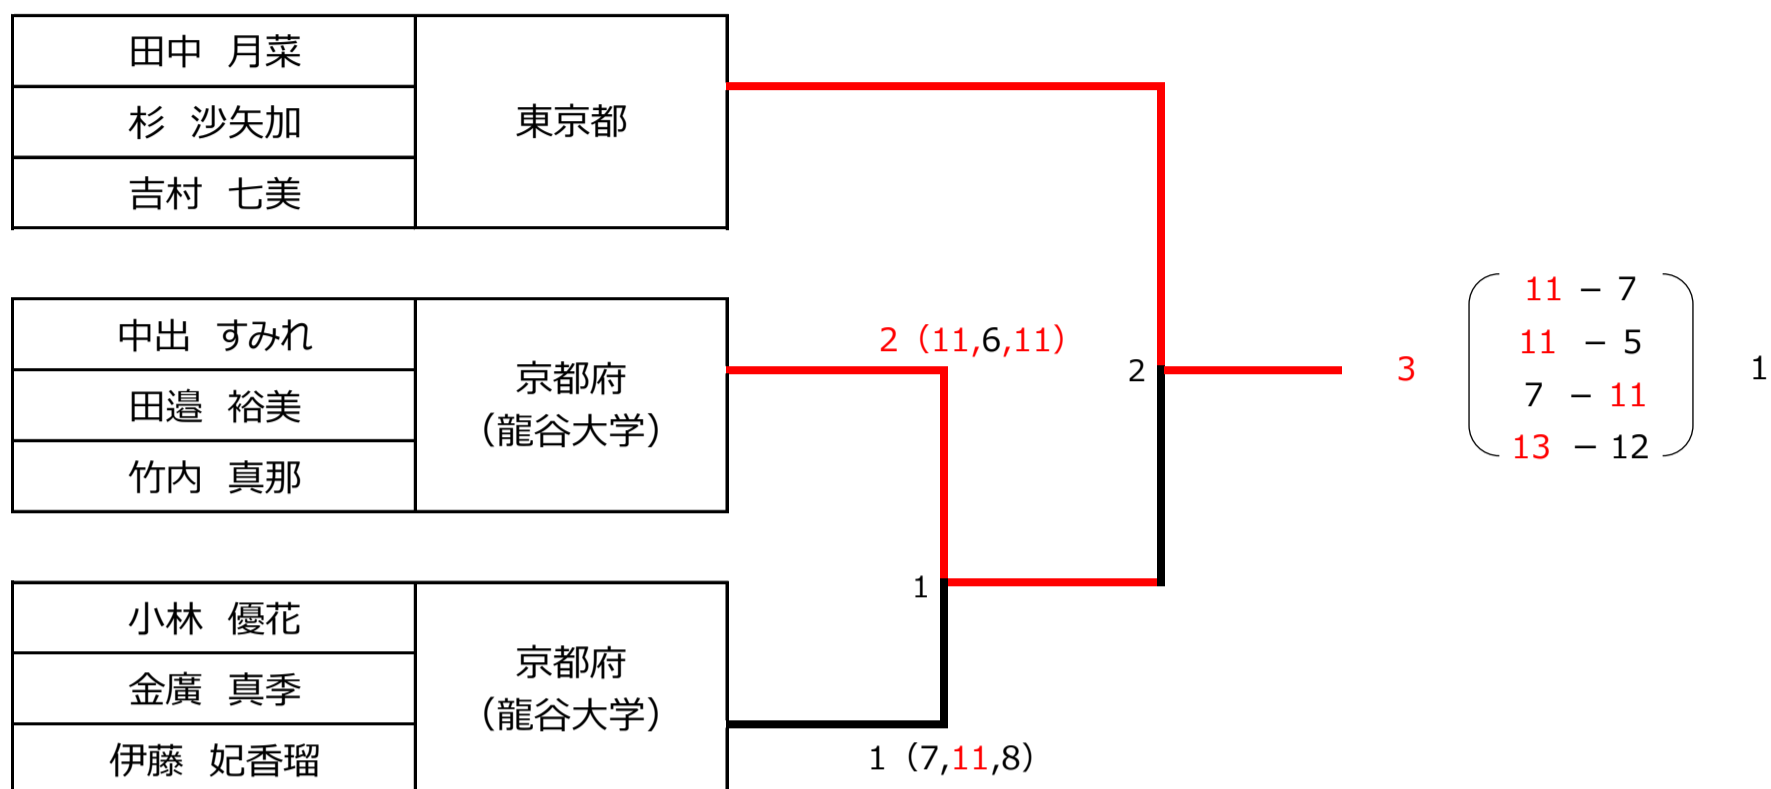 田中 月菜
杉 沙矢加
吉村 七美
東京都
中出 すみれ
田邉 裕美
竹内 真那
京都府
（龍谷大学）
2（11,6,11）
小林 優花
金廣 真季
伊藤 妃香瑠
京都府
（龍谷大学）
1
1（7,11,8）
2
3
11 － 7
11 － 5
7 － 11
13 － 12
1